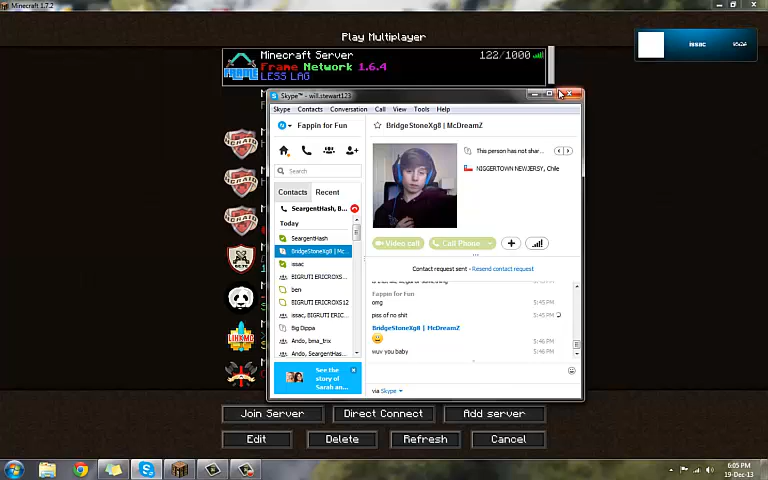 Minecraft 1.7.2
Play Multiplayer
Minecraft Server 122/1000
Frame Network 1.6.4
LESS LAG
FRAME
issac
Skype™ - will.stewart123
Skype Contacts Conversation Call View Tools Help
Fappin for Fun
BridgeStoneXg8 | McDreamZ
This person has not shar...
NIGGERTOWN NEWJERSY, Chile
Search
Contacts Recent
SeargentHash, B...
Today
SeargentHash
BridgeStoneXg8 | Mc...
issac
BIGRUTI ERICROXS...
ben
BIGRUTI ERICROXS12
issac, BIGRUTI ERIC...
Big Dippa
Ando, bma_trix
Ando, SeargentHas...
Video call Call Phone
Contact request sent - Resend contact request
Fappin for Fun
omg 5:45 PM
piss of no shit 5:45 PM
BridgeStoneXg8 | McDreamZ
5:46 PM
wuv you baby 5:46 PM
See the
story of
Sarah an...
via Skype
Join Server Direct Connect Add server
Edit Delete Refresh Cancel
6:05 PM
19-Dec-13